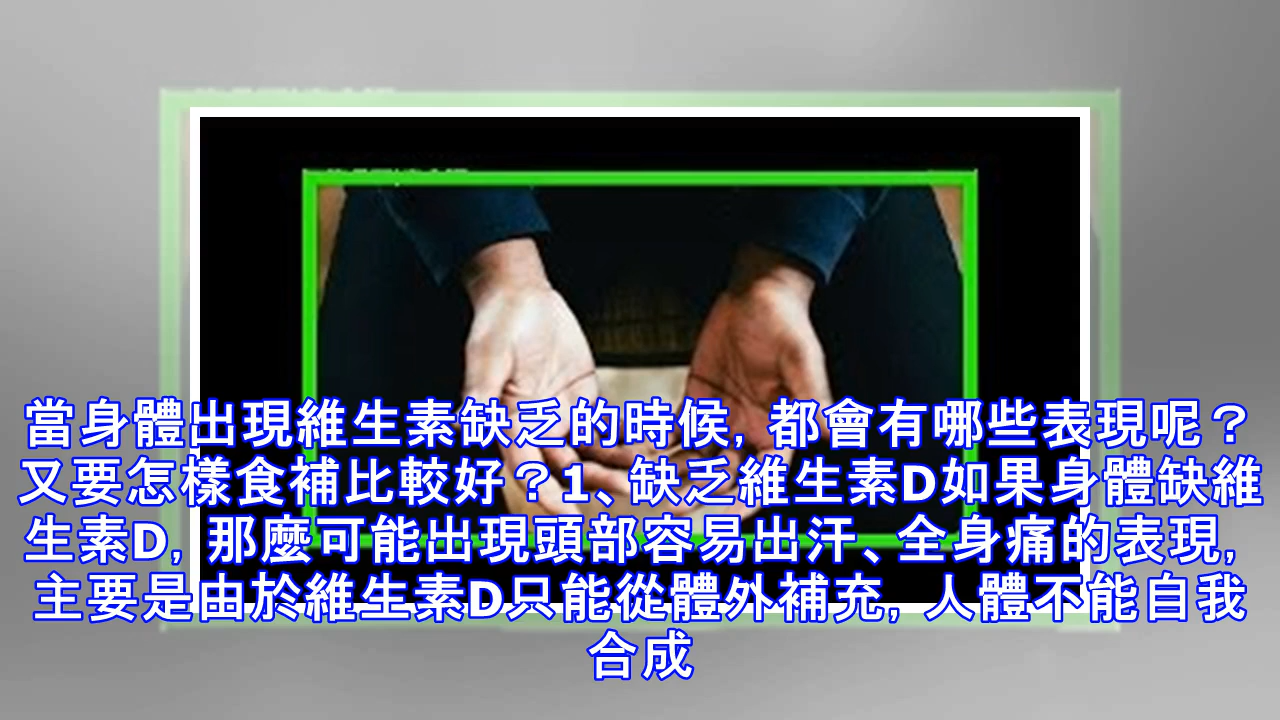 當身體出現維生素缺乏的時候, 都會有哪些表現呢？
又要怎樣食補比較好？1、缺乏維生素D如果身體缺維
生素D, 那麼可能出現頭部容易出汗、全身痛的表現,
主要是由於維生素D只能從體外補充, 人體不能自我
合成